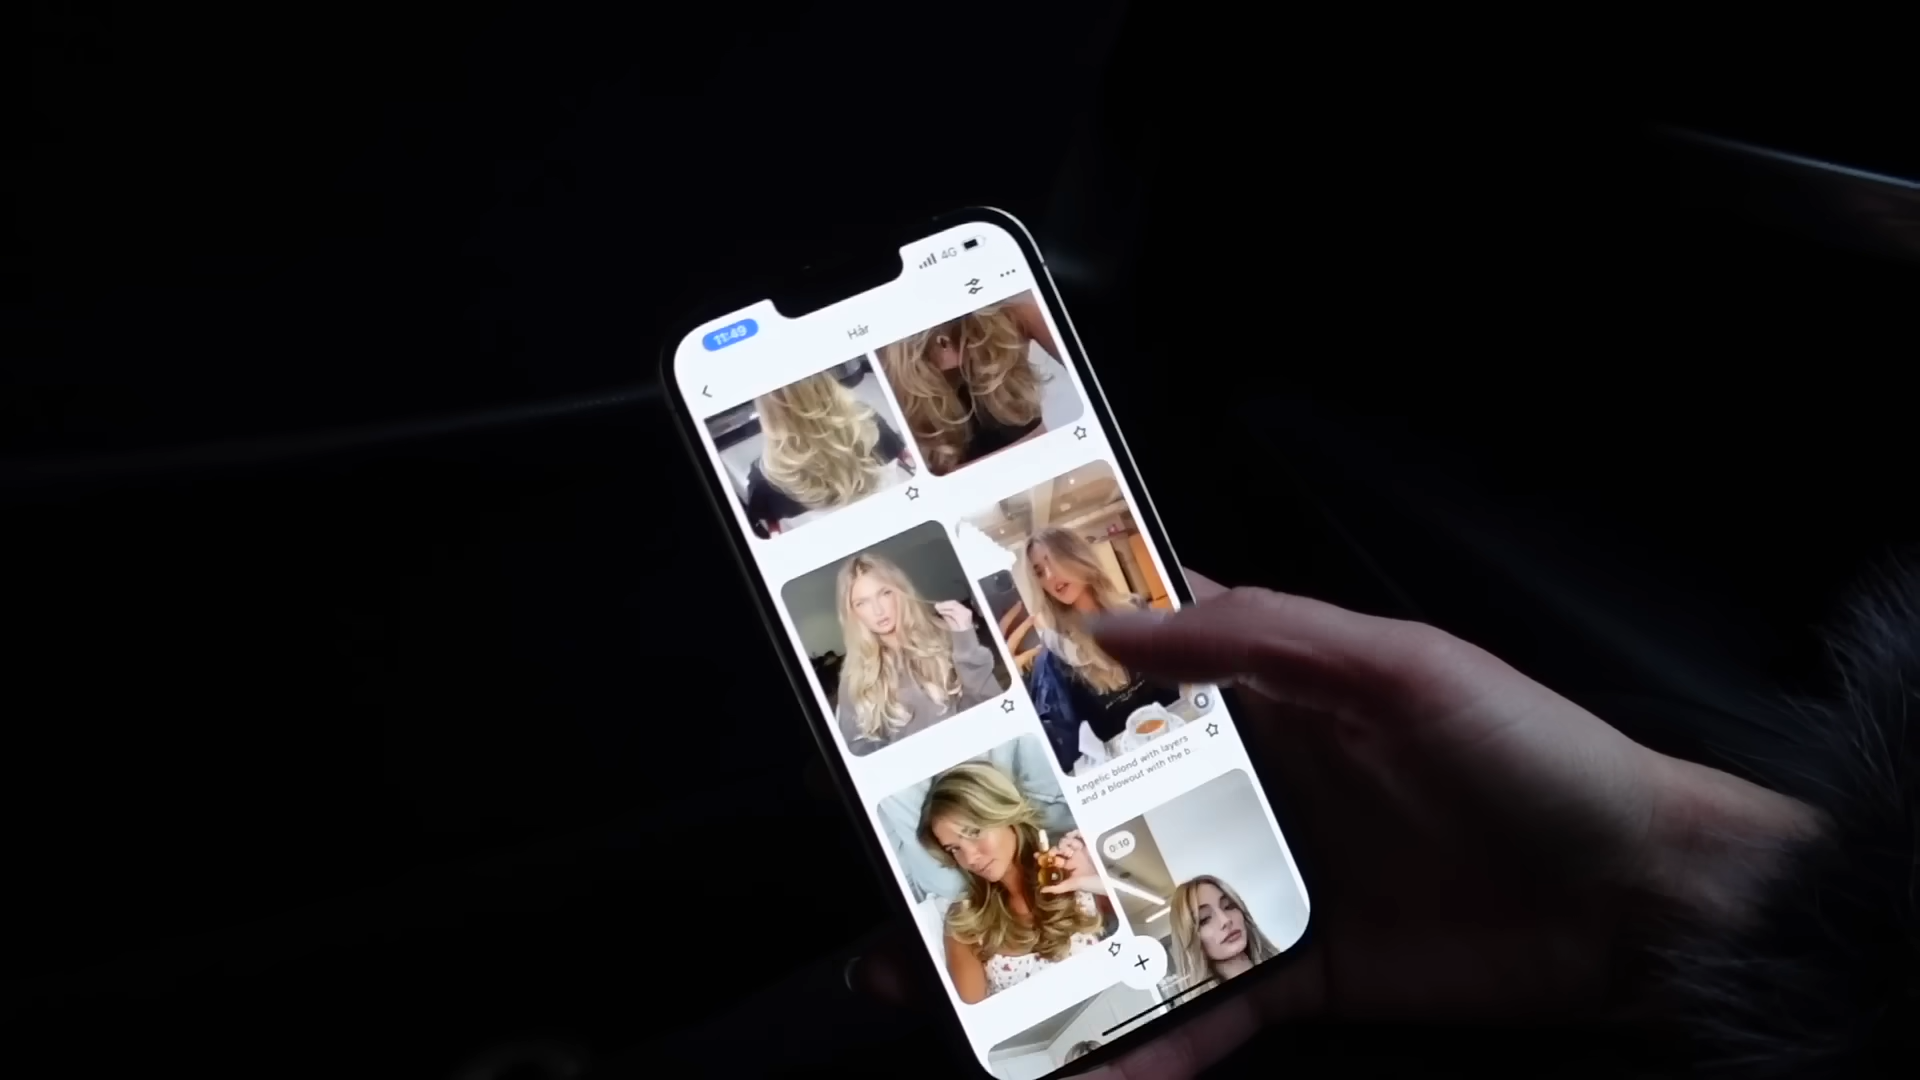 4G
11:49
Hår
Angelic blond with layers
and a blowout with the b...
0:10